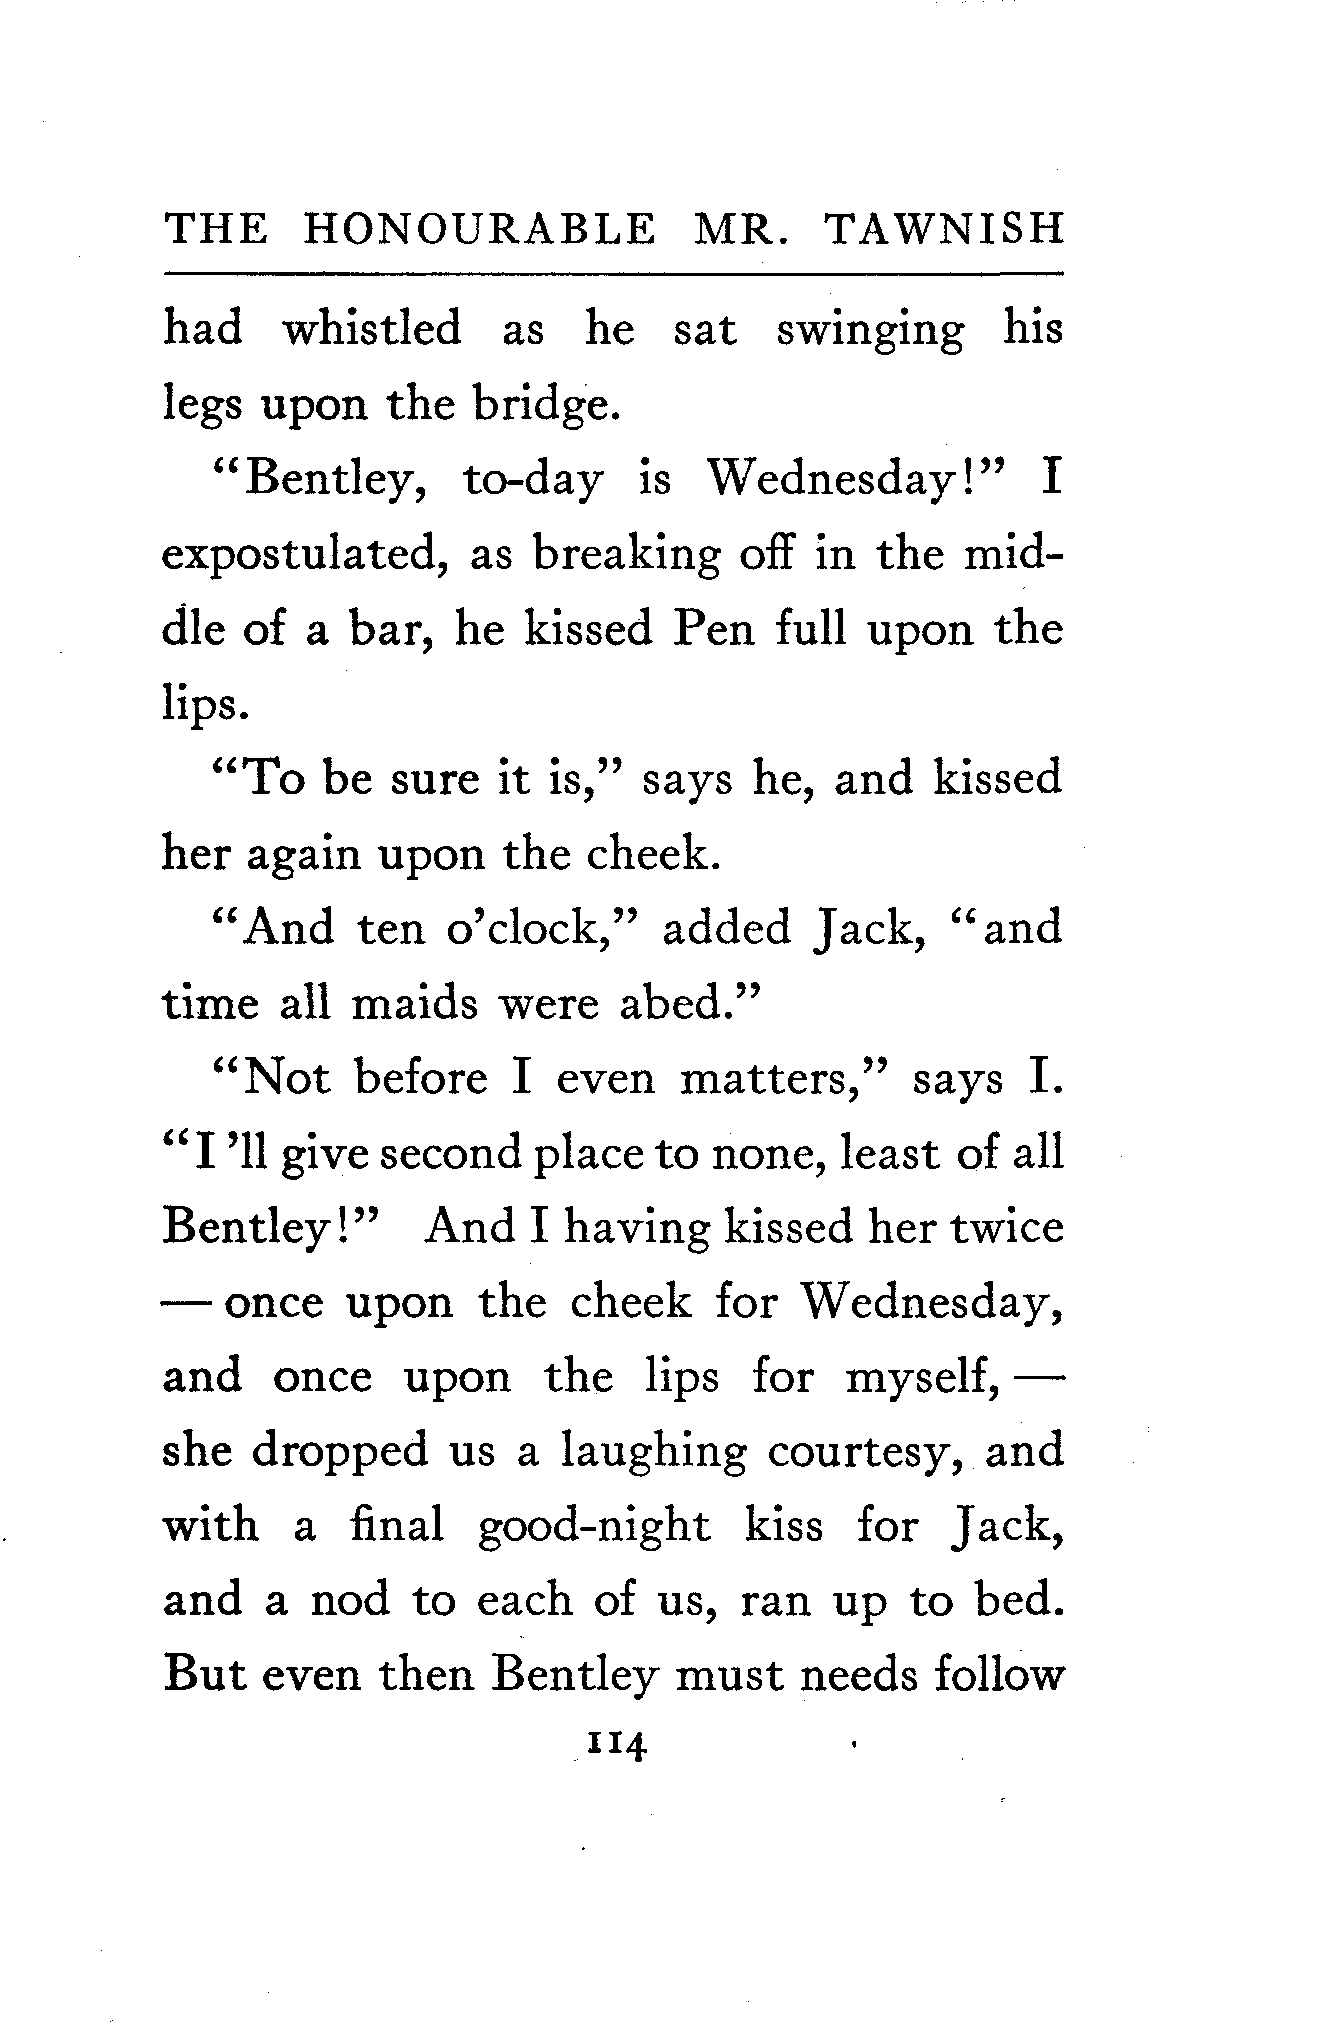 THE HONOURABLE MR. TAWNISH
had whistled as he sat swinging his
legs upon the bridge.
“Bentley, to-day is Wednesday!” I
expostulated, as breaking off in the mid-
dle of a bar, he kissed Pen full upon the
lips.
“To be sure it is,” says he, and kissed
her again upon the cheek.
“And ten o’clock,” added Jack, “and
time all maids were abed.”
“Not before I even matters,” says I.
“I ’ll give second place to none, least of all
Bentley!” And I having kissed her twice
— once upon the cheek for Wednesday,
and once upon the lips for myself, —
she dropped us a laughing courtesy, and
with a final good-night kiss for Jack,
and a nod to each of us, ran up to bed.
But even then Bentley must needs follow
114